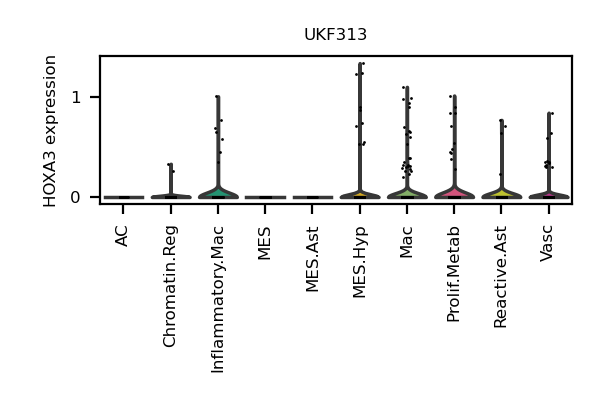 UKF313
HOXA3 expression
1
0
AC
Chromatin.Reg
Inflammatory.Mac
MES
MES.Ast
MES.Hyp
Mac
Prolif.Metab
Reactive.Ast
Vasc